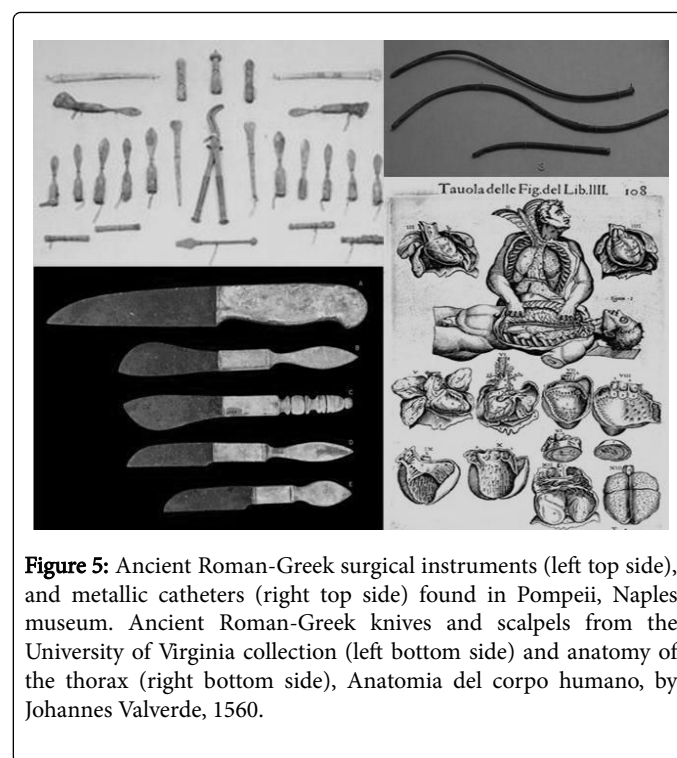 Tauola delle Fig. del Lib. IIII. 108
A
B
C
D
E
Figure 5: Ancient Roman-Greek surgical instruments (left top side),
and metallic catheters (right top side) found in Pompeii, Naples
museum. Ancient Roman-Greek knives and scalpels from the
University of Virginia collection (left bottom side) and anatomy of
the thorax (right bottom side), Anatomia del corpo humano, by
Johannes Valverde, 1560.